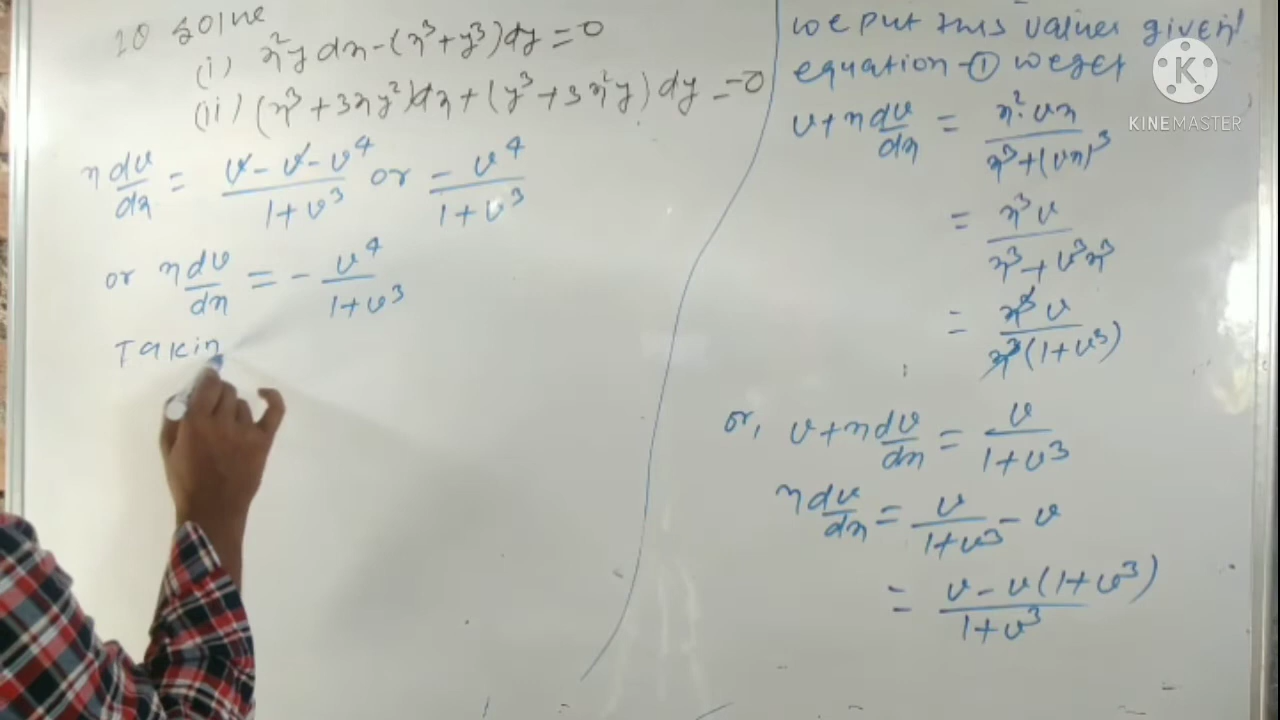 10 solve
(i) x²y dx - (x³ + y³) dy = 0
(ii) (x³ + 3xy²) dx + (y³ + 3x²y) dy = 0
x dv/dx = (v - v - v⁴)/(1 + v³) or - v⁴/(1 + v³)
or x dv/dx = - v⁴/(1 + v³)
Takin
we put this values given
equation - ① we get
v + x dv/dx = (x² · vx)/(x³ + (vx)³)
= x³v/(x³ + v³x³)
= x³v/(x³(1 + v³))
or, v + x dv/dx = v/(1 + v³)
x dv/dx = v/(1 + v³) - v
= (v - v(1 + v³))/(1 + v³)
K
KINEMASTER